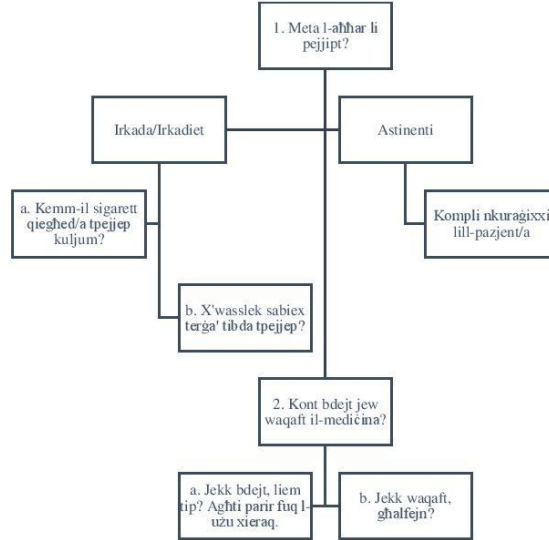 1. Meta l-aħħar li
pejjipt?
Irkada/Irkadiet
Astinenti
a. Kemm-il sigarett
qiegħed/a tpejjep
kuljum?
Kompli nkuraġixxi
lill-pazjent/a
b. X'wasslek sabiex
terġa' tibda tpejjep?
2. Kont bdejt jew
waqaft il-mediċina?
a. Jekk bdejt, liem
tip? Agħti parir fuq l-
użu xieraq.
b. Jekk waqaft,
għalfejn?